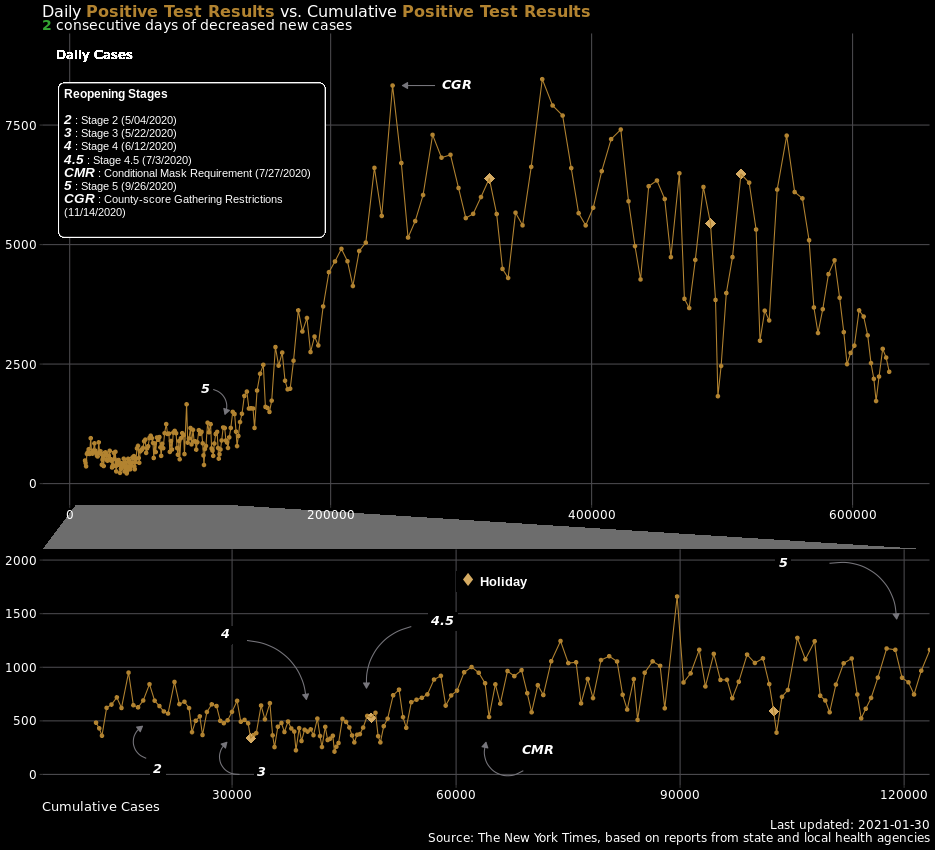 Daily Positive Test Results vs. Cumulative Positive Test Results
2 consecutive days of decreased new cases
Daily Cases
CGR
Reopening Stages
2 : Stage 2 (5/04/2020)
3 : Stage 3 (5/22/2020)
4 : Stage 4 (6/12/2020)
4.5 : Stage 4.5 (7/3/2020)
CMR : Conditional Mask Requirement (7/27/2020)
5 : Stage 5 (9/26/2020)
CGR : County-score Gathering Restrictions
(11/14/2020)
7500
5000
2500
5
0
0 200000 400000 600000
2000
5
Holiday
1500
4.5
4
1000
500
CMR
2
3
0
30000 60000 90000 120000
Cumulative Cases
Last updated: 2021-01-30
Source: The New York Times, based on reports from state and local health agencies